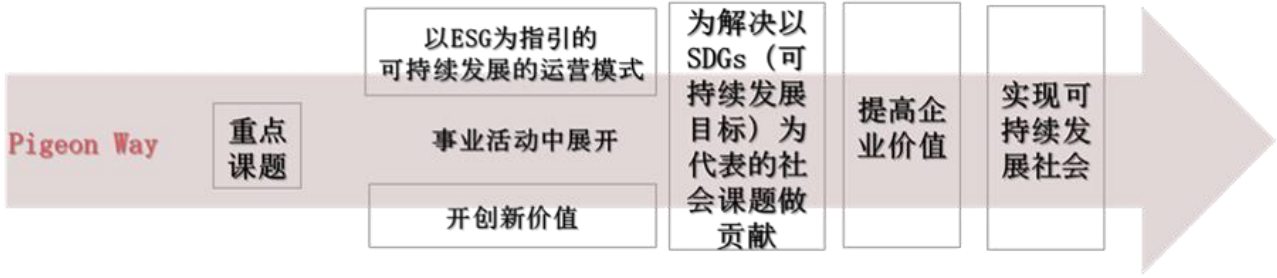 Pigeon Way
重点
课题
以ESG为指引的
可持续发展的运营模式
事业活动中展开
开创新价值
为解决以
SDGs（可
持续发展
目标）为
代表的社
会课题做
贡献
提高企
业价值
实现可
持续发
展社会